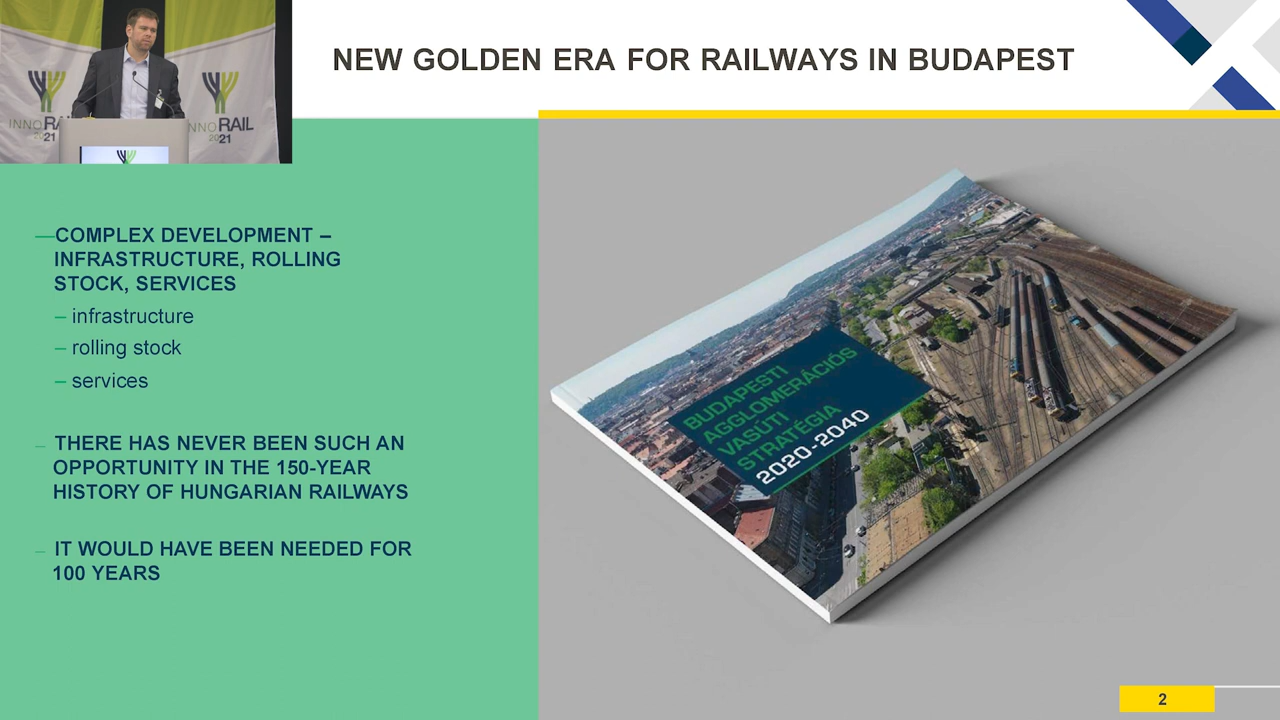 NEW GOLDEN ERA FOR RAILWAYS IN BUDAPEST
INNORAIL
2021
INNORAIL
2021
—COMPLEX DEVELOPMENT –
INFRASTRUCTURE, ROLLING
STOCK, SERVICES
– infrastructure
– rolling stock
– services
– THERE HAS NEVER BEEN SUCH AN
OPPORTUNITY IN THE 150-YEAR
HISTORY OF HUNGARIAN RAILWAYS
– IT WOULD HAVE BEEN NEEDED FOR
100 YEARS
BUDAPESTI
AGGLOMERÁCIÓS
VASÚTI
STRATÉGIA
2020-2040
2